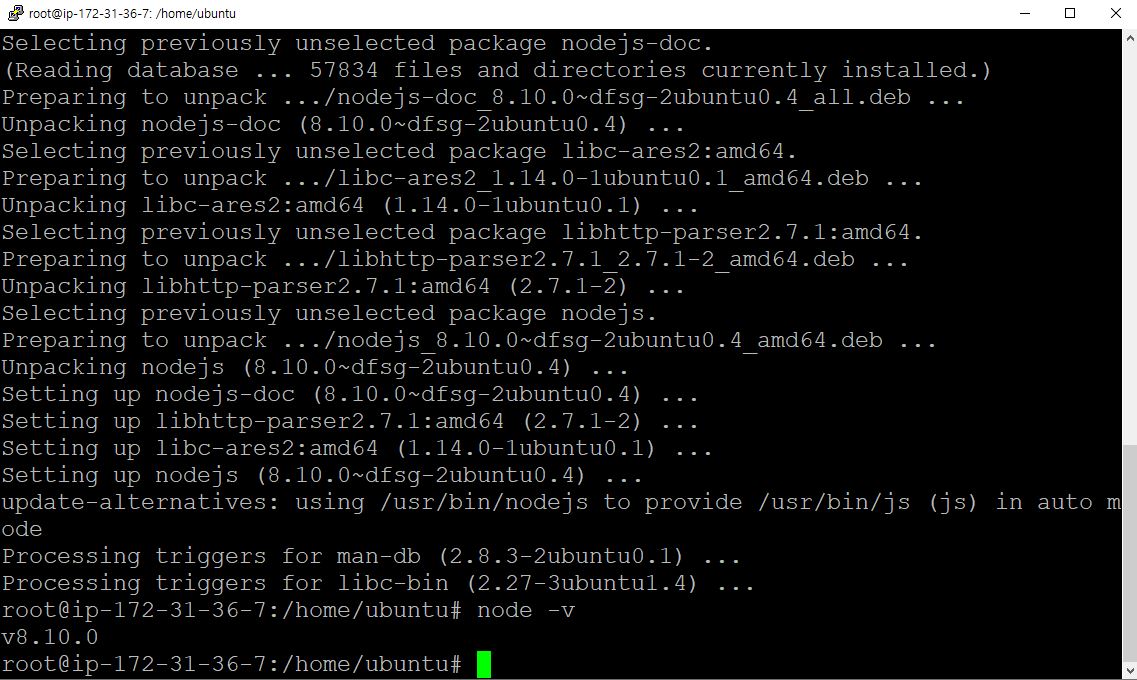 root@ip-172-31-36-7: /home/ubuntu
Selecting previously unselected package nodejs-doc.
(Reading database ... 57834 files and directories currently installed.)
Preparing to unpack .../nodejs-doc_8.10.0~dfsg-2ubuntu0.4_all.deb ...
Unpacking nodejs-doc (8.10.0~dfsg-2ubuntu0.4) ...
Selecting previously unselected package libc-ares2:amd64.
Preparing to unpack .../libc-ares2_1.14.0-1ubuntu0.1_amd64.deb ...
Unpacking libc-ares2:amd64 (1.14.0-1ubuntu0.1) ...
Selecting previously unselected package libhttp-parser2.7.1:amd64.
Preparing to unpack .../libhttp-parser2.7.1_2.7.1-2_amd64.deb ...
Unpacking libhttp-parser2.7.1:amd64 (2.7.1-2) ...
Selecting previously unselected package nodejs.
Preparing to unpack .../nodejs_8.10.0~dfsg-2ubuntu0.4_amd64.deb ...
Unpacking nodejs (8.10.0~dfsg-2ubuntu0.4) ...
Setting up nodejs-doc (8.10.0~dfsg-2ubuntu0.4) ...
Setting up libhttp-parser2.7.1:amd64 (2.7.1-2) ...
Setting up libc-ares2:amd64 (1.14.0-1ubuntu0.1) ...
Setting up nodejs (8.10.0~dfsg-2ubuntu0.4) ...
update-alternatives: using /usr/bin/nodejs to provide /usr/bin/js (js) in auto m
ode
Processing triggers for man-db (2.8.3-2ubuntu0.1) ...
Processing triggers for libc-bin (2.27-3ubuntu1.4) ...
root@ip-172-31-36-7:/home/ubuntu# node -v
v8.10.0
root@ip-172-31-36-7:/home/ubuntu#